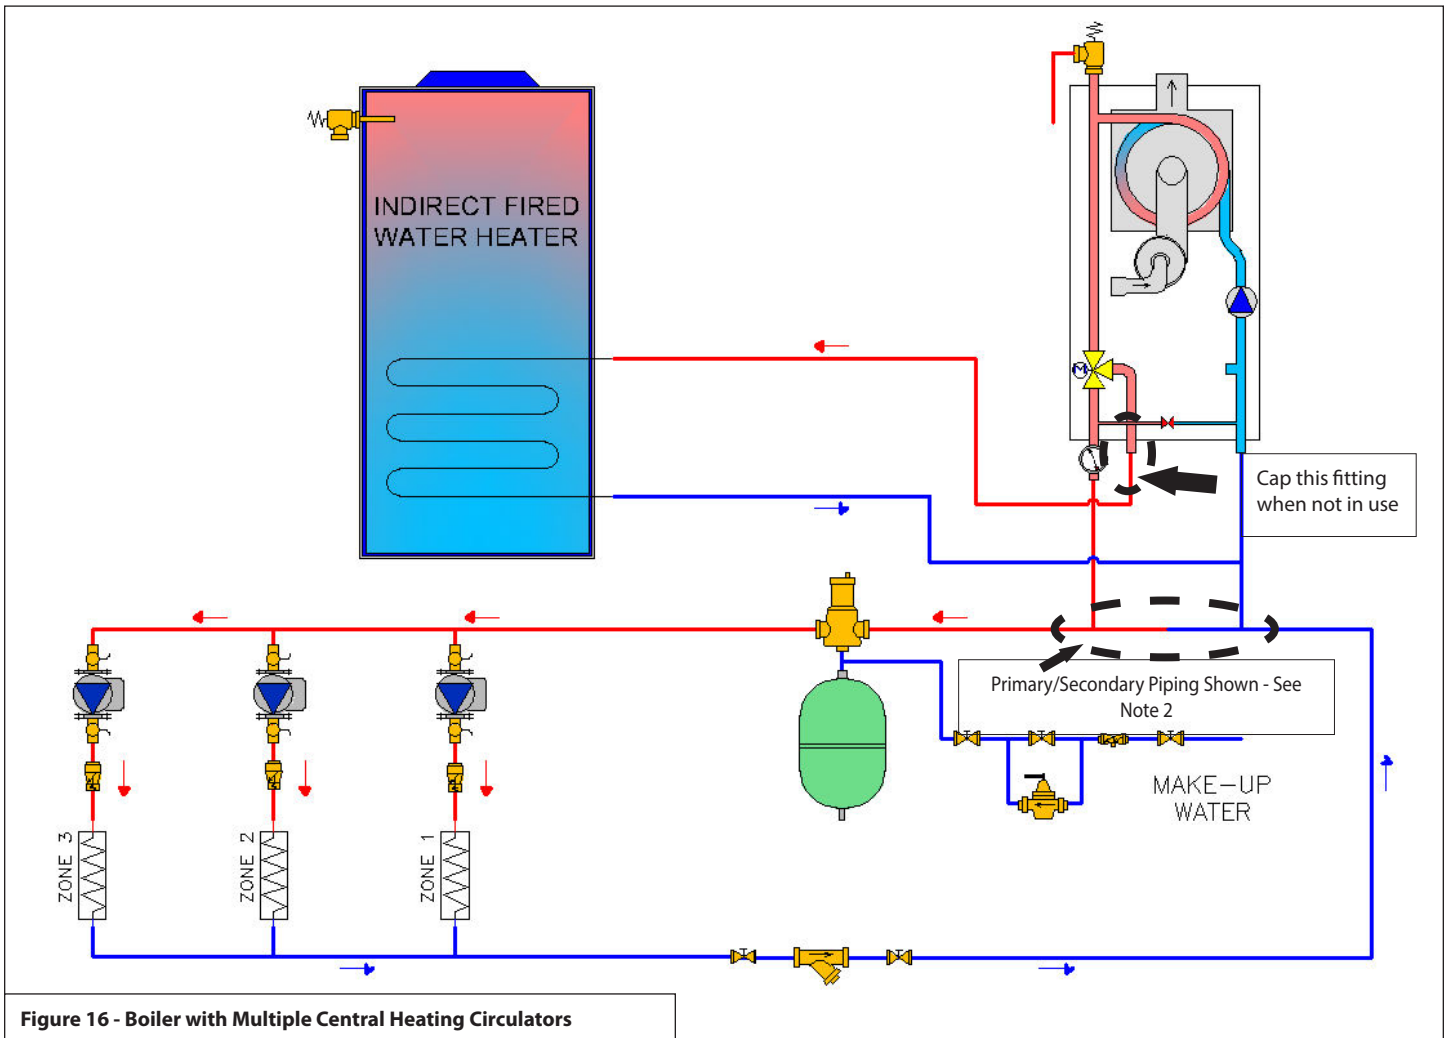 INDIRECT FIRED
WATER HEATER
M
Cap this fitting
when not in use
Primary/Secondary Piping Shown - See
Note 2
MAKE-UP
WATER
ZONE 3
ZONE 2
ZONE 1
Figure 16 - Boiler with Multiple Central Heating Circulators